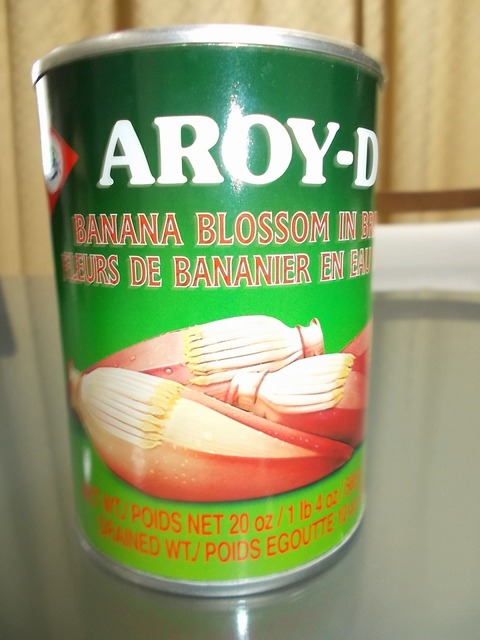 AROY-D
BANANA BLOSSOM IN BR
FLEURS DE BANANIER EN EAU
NET WT./ POIDS NET 20 oz / 1 lb 4 oz /
DRAINED WT./ POIDS EGOUTTE 10